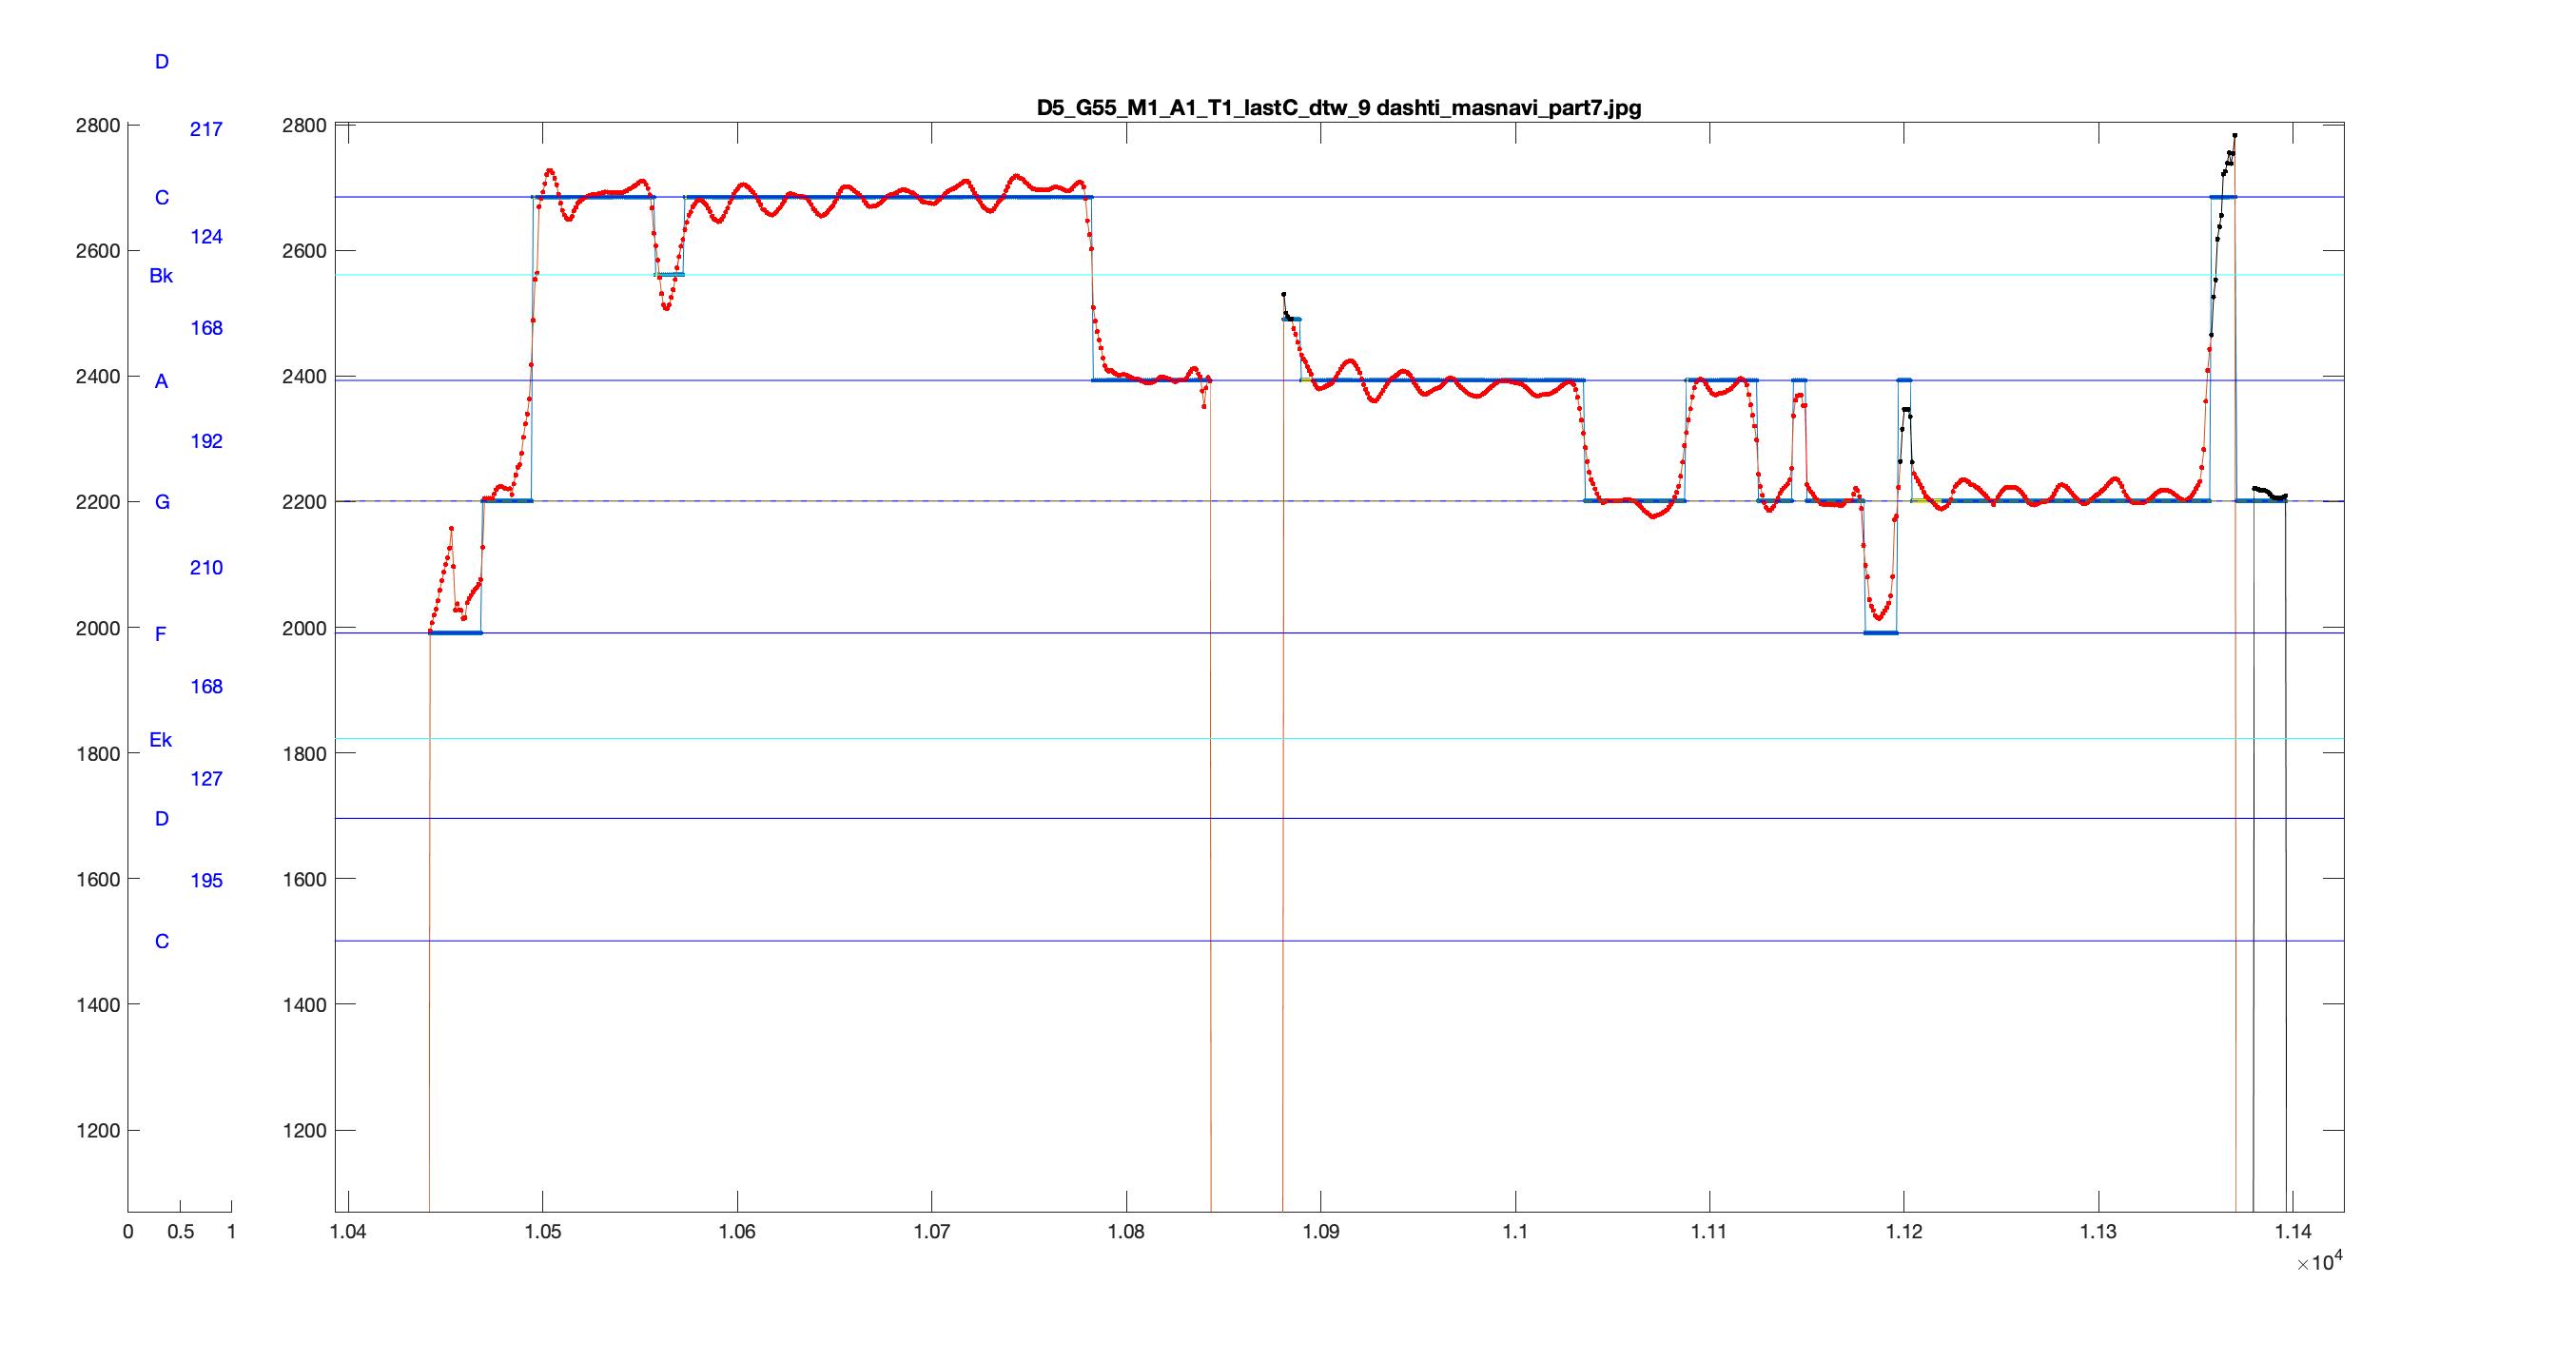 D
D5_G55_M1_A1_T1_lastC_dtw_9 dashti_masnavi_part7.jpg
2800 217 2800
C
124
2600 2600
Bk
168
2400 A 2400
192
2200 G 2200
210
2000 F 2000
168
Ek
1800 1800
127
D
1600 195 1600
C
1400 1400
1200 1200
0 0.5 1 1.04 1.05 1.06 1.07 1.08 1.09 1.1 1.11 1.12 1.13 1.14
×10^4